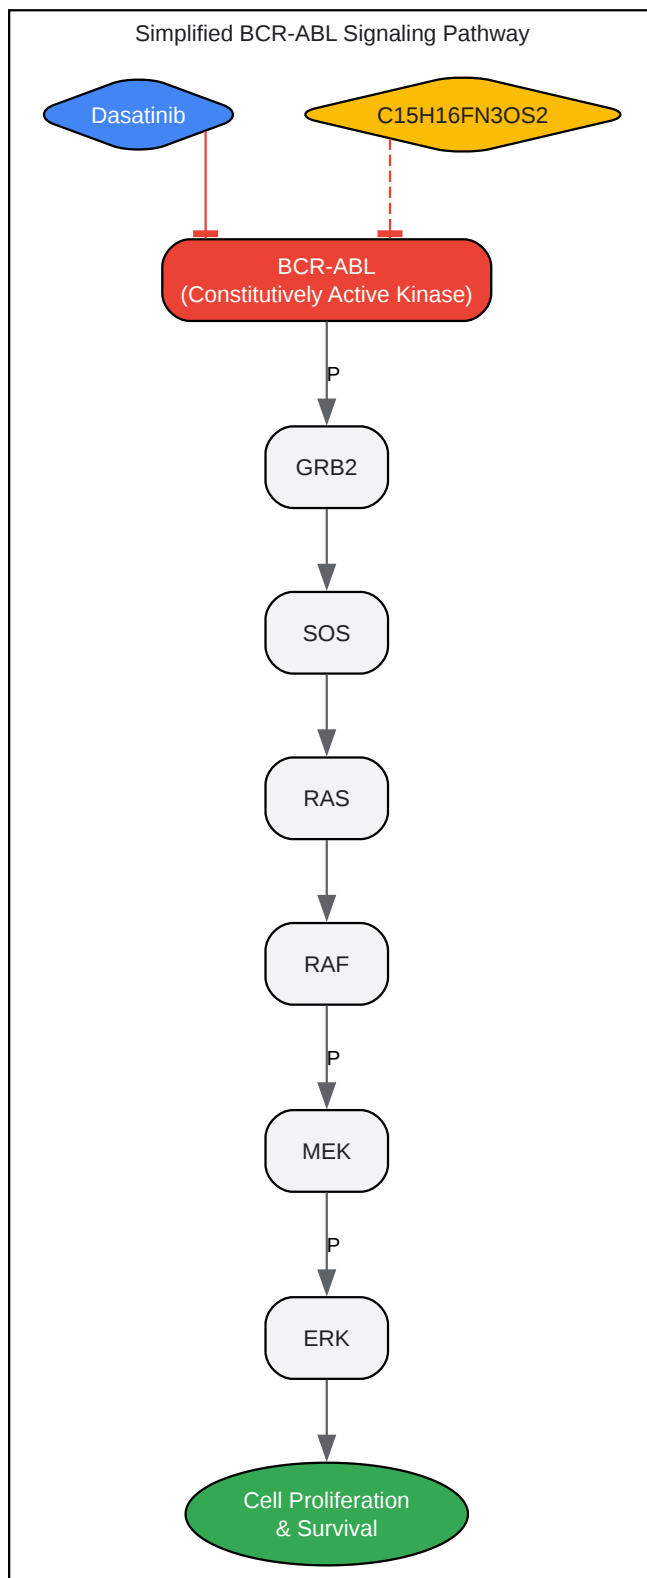 Simplified BCR-ABL Signaling Pathway
Dasatinib
C15H16FN3OS2
BCR-ABL
(Constitutively Active Kinase)
P
GRB2
SOS
RAS
RAF
P
MEK
P
ERK
Cell Proliferation
& Survival